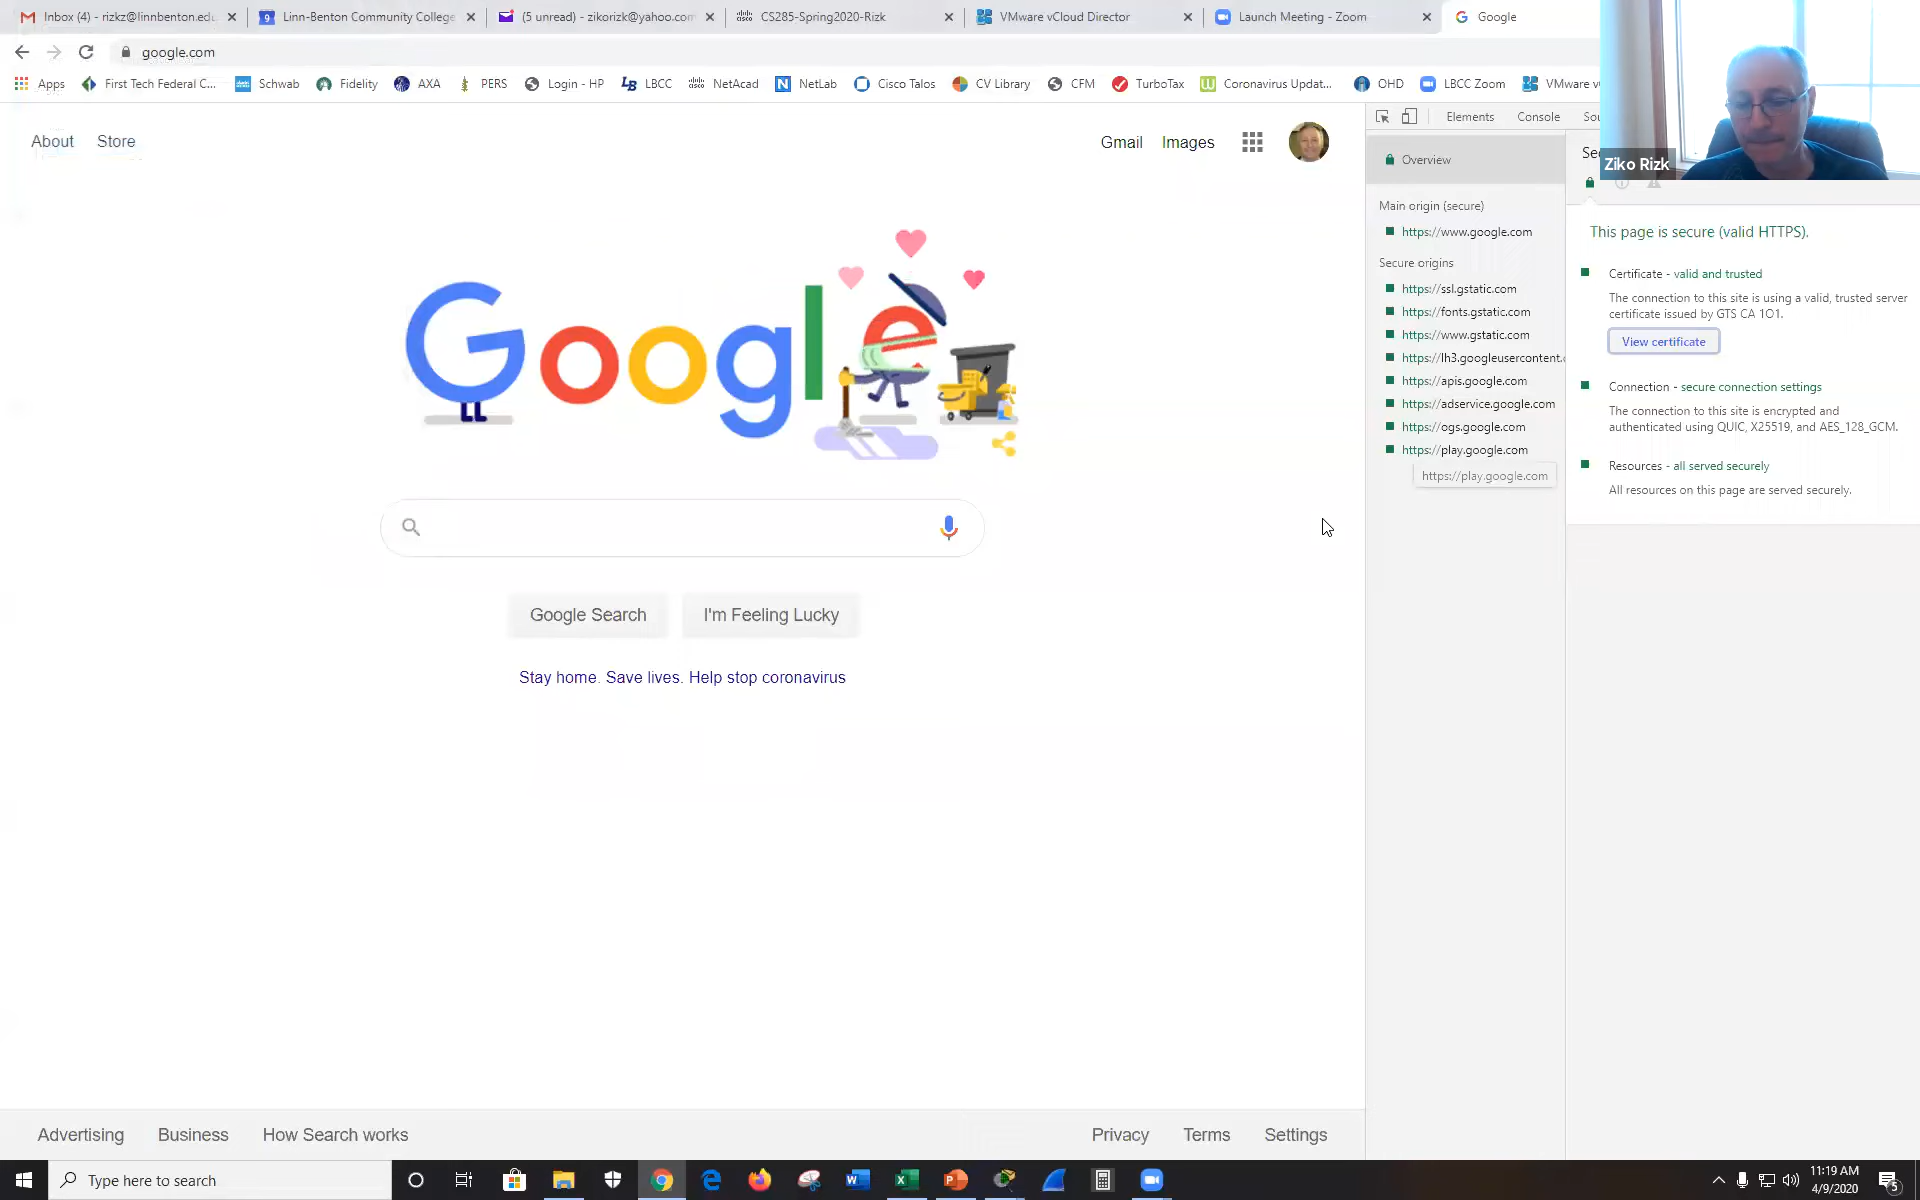 Inbox (4) - rizkz@linnbenton.edu
Linn-Benton Community College
(5 unread) - zikorizk@yahoo.com
CS285-Spring2020-Rizk
VMware vCloud Director
Launch Meeting - Zoom
Google
google.com
Apps
First Tech Federal C...
Schwab
Fidelity
AXA
PERS
Login - HP
LBCC
NetAcad
NetLab
Cisco Talos
CV Library
CFM
TurboTax
Coronavirus Updat...
OHD
LBCC Zoom
VMware v
About
Store
Gmail
Images
Google
Google Search
I'm Feeling Lucky
Stay home. Save lives. Help stop coronavirus
Advertising
Business
How Search works
Privacy
Terms
Settings
Elements
Console
Sou
Overview
Main origin (secure)
https://www.google.com
Secure origins
https://ssl.gstatic.com
https://fonts.gstatic.com
https://www.gstatic.com
https://lh3.googleusercontent.c
https://apis.google.com
https://adservice.google.com
https://ogs.google.com
https://play.google.com
https://play.google.com
Sec
Ziko Rizk
This page is secure (valid HTTPS).
Certificate - valid and trusted
The connection to this site is using a valid, trusted server
certificate issued by GTS CA 1O1.
View certificate
Connection - secure connection settings
The connection to this site is encrypted and
authenticated using QUIC, X25519, and AES_128_GCM.
Resources - all served securely
All resources on this page are served securely.
Type here to search
11:19 AM
4/9/2020
5